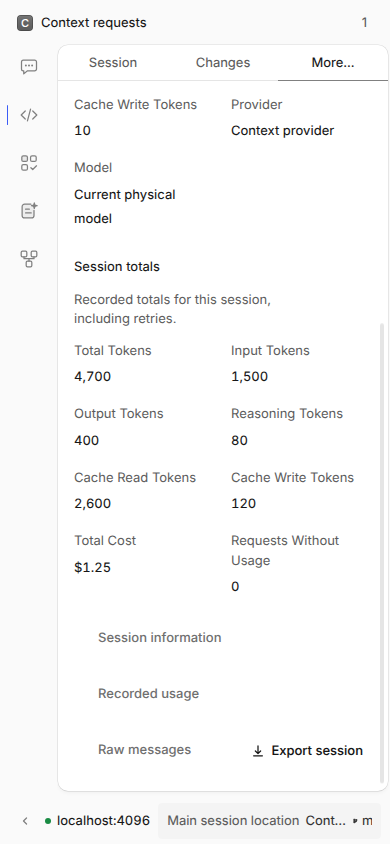 C Context requests 1
Session Changes More...
Cache Write Tokens Provider
10 Context provider
Model
Current physical
model
Session totals
Recorded totals for this session,
including retries.
Total Tokens Input Tokens
4,700 1,500
Output Tokens Reasoning Tokens
400 80
Cache Read Tokens Cache Write Tokens
2,600 120
Total Cost Requests Without
Usage
$1.25
0
Session information
Recorded usage
Raw messages Export session
localhost:4096 Main session location Cont... m